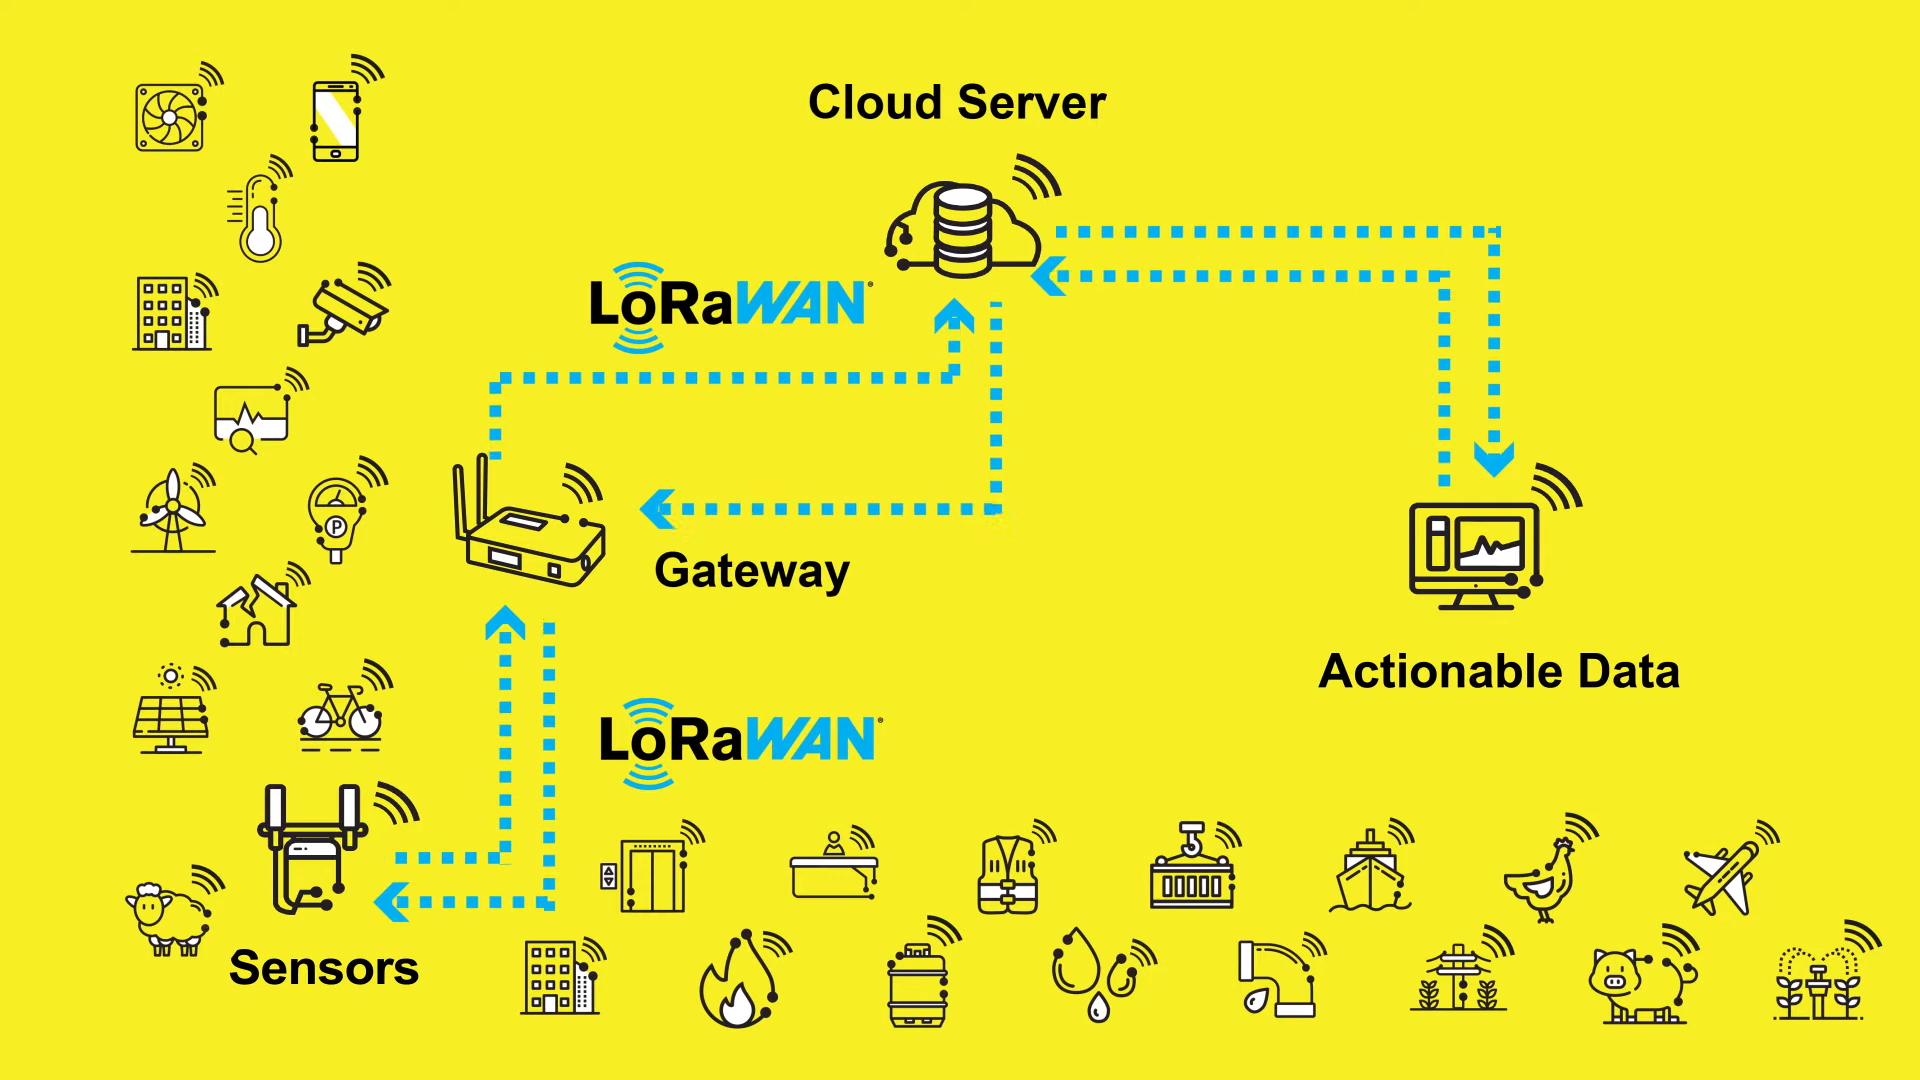 Cloud Server
LoRaWAN®
Gateway
P
Actionable Data
LoRaWAN®
Sensors